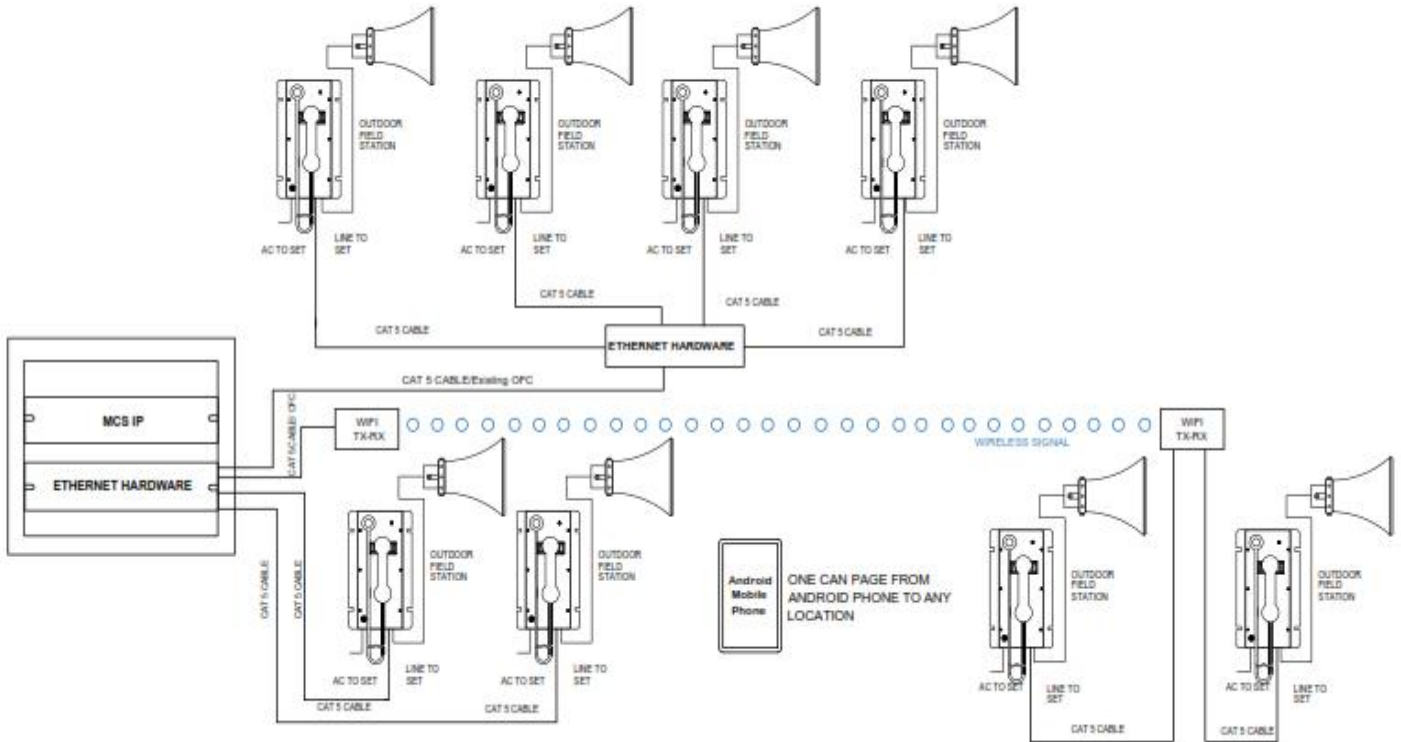 OUTDOOR
FIELD
STATION
OUTDOOR
FIELD
STATION
OUTDOOR
FIELD
STATION
OUTDOOR
FIELD
STATION
AC TO SET
LINE TO
SET
AC TO SET
LINE TO
SET
AC TO SET
LINE TO
SET
AC TO SET
LINE TO
SET
CAT 5 CABLE
CAT 5 CABLE
CAT 5 CABLE
CAT 5 CABLE
ETHERNET HARDWARE
CAT 5 CABLE/Existing OFC
MCS IP
ETHERNET HARDWARE
CAT 5CABLE/ OFC
WIFI
TX-RX
WIRELESS SIGNAL
WIFI
TX-RX
OUTDOOR
FIELD
STATION
OUTDOOR
FIELD
STATION
CAT 5 CABLE
CAT 5 CABLE
AC TO SET
LINE TO
SET
AC TO SET
LINE TO
SET
CAT 5 CABLE
CAT 5 CABLE
Android
Mobile
Phone
ONE CAN PAGE FROM
ANDROID PHONE TO ANY
LOCATION
OUTDOOR
FIELD
STATION
OUTDOOR
FIELD
STATION
AC TO SET
LINE TO
SET
AC TO SET
LINE TO
SET
CAT 5 CABLE
CAT 5 CABLE